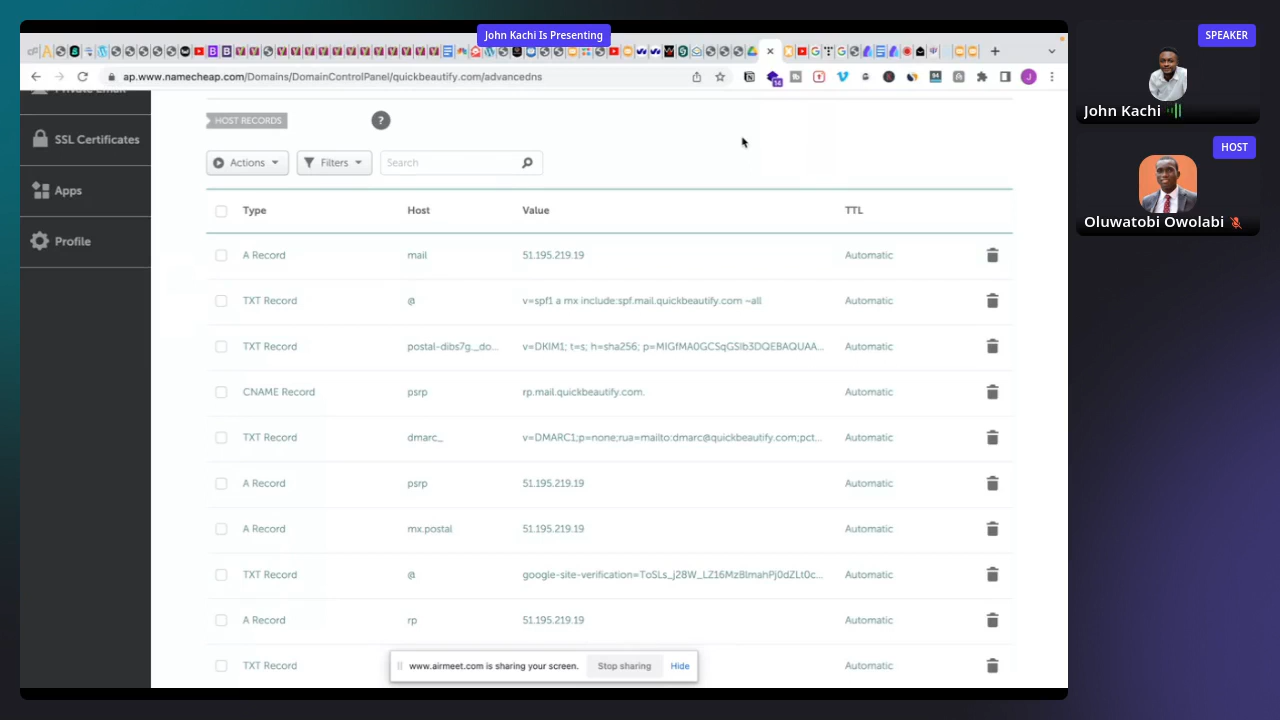 John Kachi Is Presenting
SPEAKER
John Kachi
HOST
Oluwatobi Owolabi
ap.www.namecheap.com/Domains/DomainControlPanel/quickbeautify.com/advancedns
Private Email
SSL Certificates
Apps
Profile
HOST RECORDS
?
Actions
Filters
Search
Type Host Value TTL
A Record mail 51.195.219.19 Automatic
TXT Record @ v=spf1 a mx include:spf.mail.quickbeautify.com ~all Automatic
TXT Record postal-dibs7g._do... v=DKIM1; t=s; h=sha256; p=MIGfMA0GCSqGSIb3DQEBAQUAA... Automatic
CNAME Record psrp rp.mail.quickbeautify.com. Automatic
TXT Record dmarc_ v=DMARC1;p=none;rua=mailto:dmarc@quickbeautify.com;pct... Automatic
A Record psrp 51.195.219.19 Automatic
A Record mx.postal 51.195.219.19 Automatic
TXT Record @ google-site-verification=ToSLs_j28W_LZ16MzBlmahPj0dZLt0c... Automatic
A Record rp 51.195.219.19 Automatic
TXT Record Automatic
www.airmeet.com is sharing your screen. Stop sharing Hide